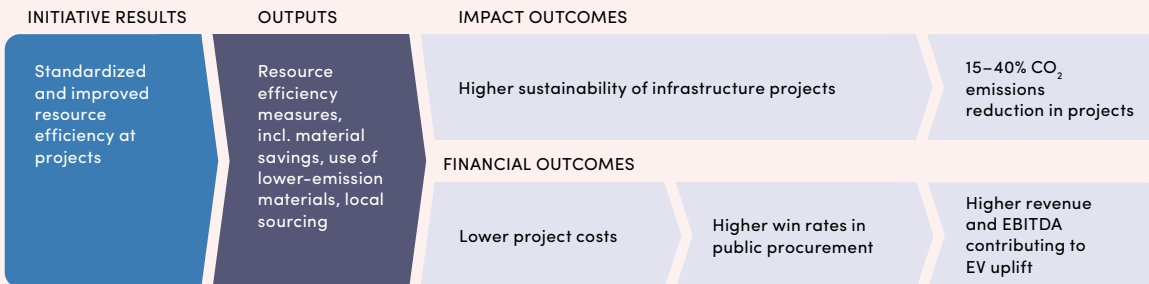 INITIATIVE RESULTS
OUTPUTS
IMPACT OUTCOMES
Standardized
and improved
resource
efficiency at
projects
Resource
efficiency
measures,
incl. material
savings, use of
lower-emission
materials, local
sourcing
Higher sustainability of infrastructure projects
15–40% CO₂
emissions
reduction in projects
FINANCIAL OUTCOMES
Lower project costs
Higher win rates in
public procurement
Higher revenue
and EBITDA
contributing to
EV uplift